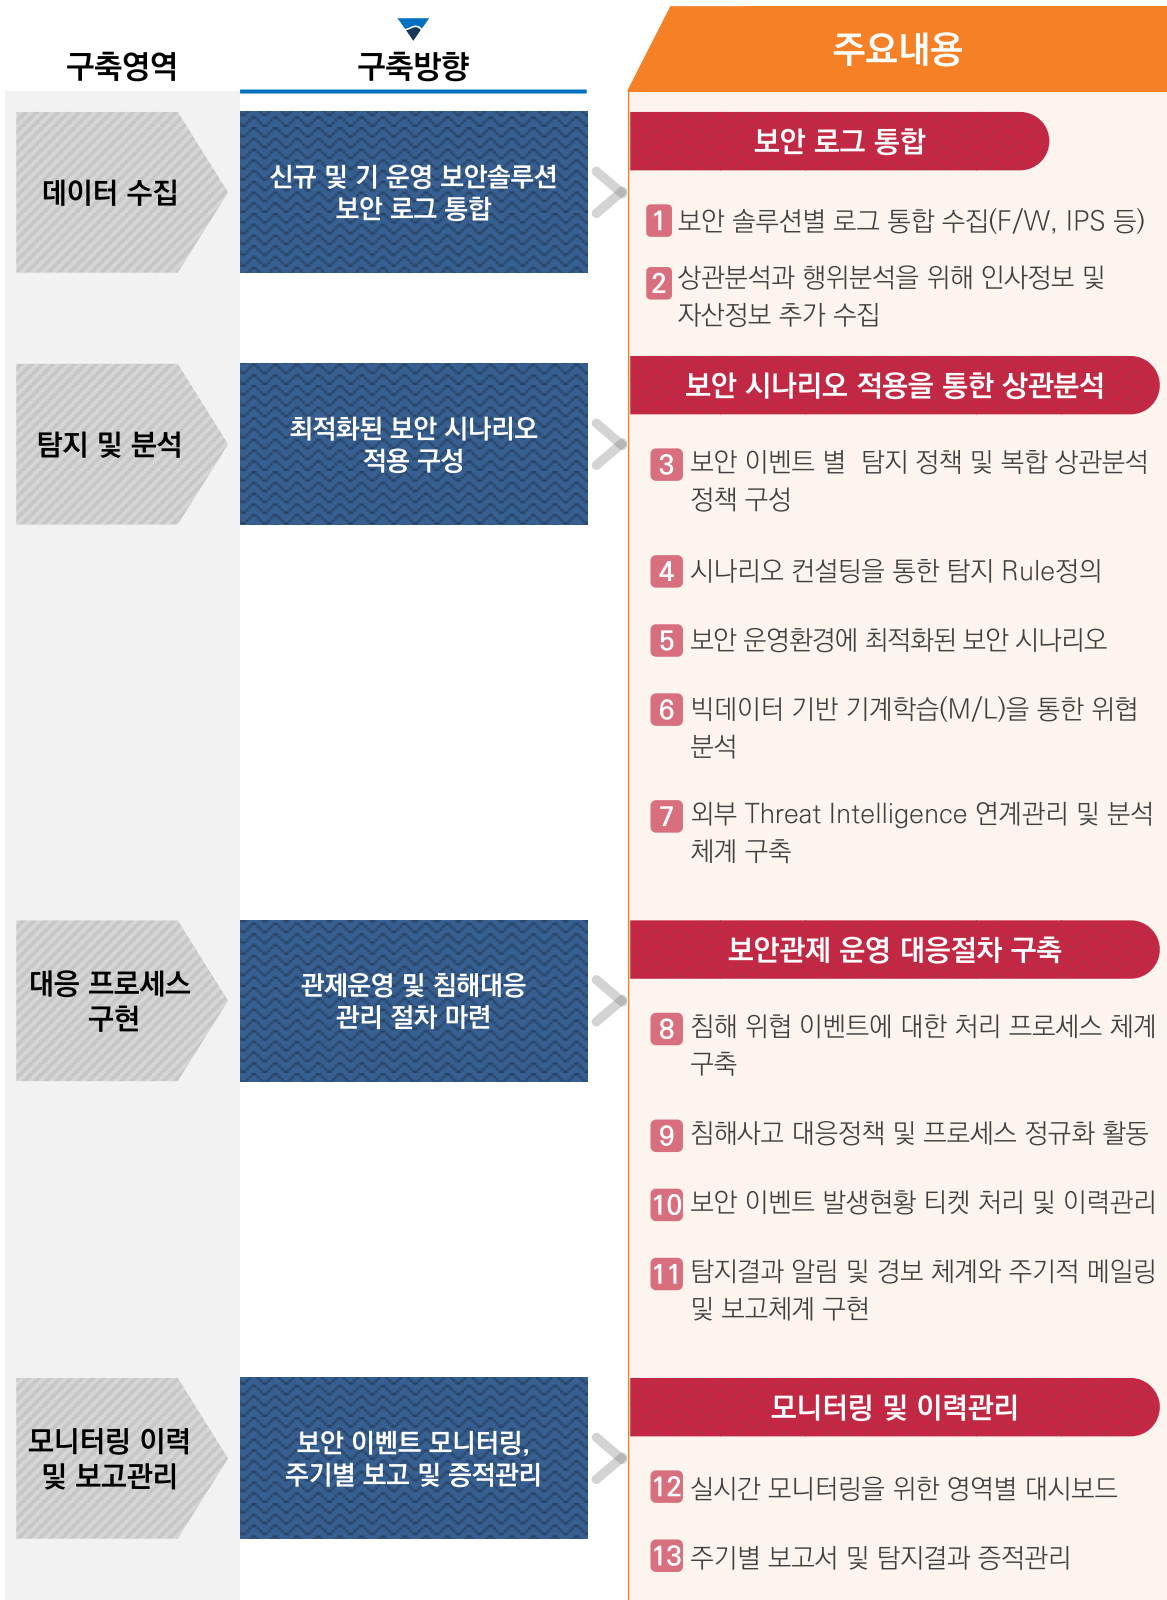 구축영역
구축방향
주요내용
데이터 수집
신규 및 기 운영 보안솔루션
보안 로그 통합
보안 로그 통합
1 보안 솔루션별 로그 통합 수집(F/W, IPS 등)
2 상관분석과 행위분석을 위해 인사정보 및
자산정보 추가 수집
탐지 및 분석
최적화된 보안 시나리오
적용 구성
보안 시나리오 적용을 통한 상관분석
3 보안 이벤트 별 탐지 정책 및 복합 상관분석
정책 구성
4 시나리오 컨설팅을 통한 탐지 Rule정의
5 보안 운영환경에 최적화된 보안 시나리오
6 빅데이터 기반 기계학습(M/L)을 통한 위협
분석
7 외부 Threat Intelligence 연계관리 및 분석
체계 구축
대응 프로세스
구현
관제운영 및 침해대응
관리 절차 마련
보안관제 운영 대응절차 구축
8 침해 위협 이벤트에 대한 처리 프로세스 체계
구축
9 침해사고 대응정책 및 프로세스 정규화 활동
10 보안 이벤트 발생현황 티켓 처리 및 이력관리
11 탐지결과 알림 및 경보 체계와 주기적 메일링
및 보고체계 구현
모니터링 이력
및 보고관리
보안 이벤트 모니터링,
주기별 보고 및 증적관리
모니터링 및 이력관리
12 실시간 모니터링을 위한 영역별 대시보드
13 주기별 보고서 및 탐지결과 증적관리